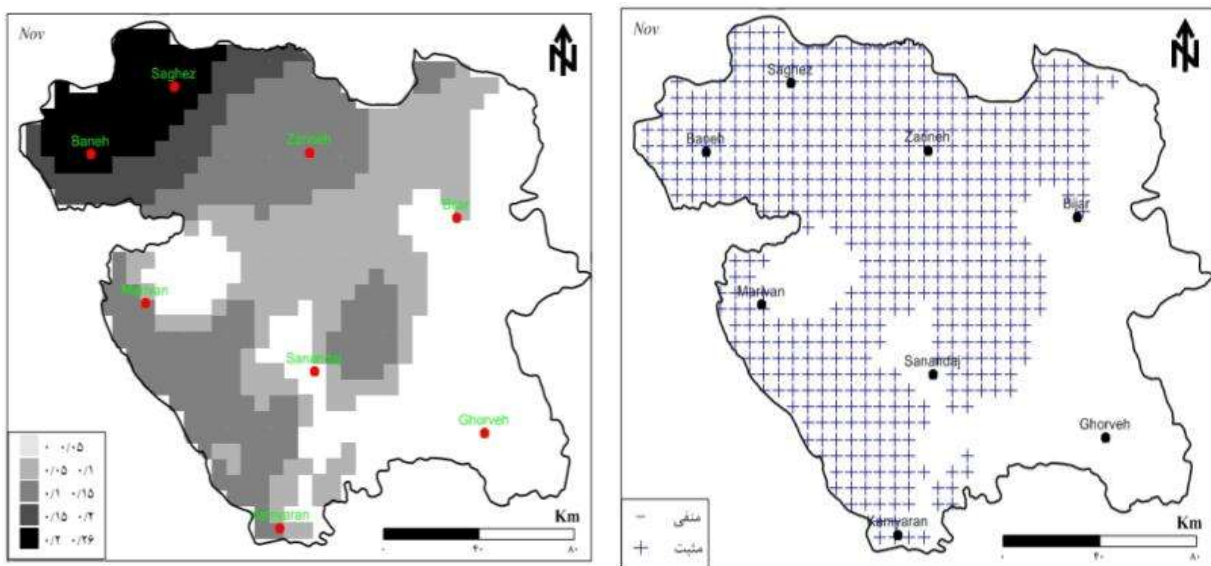 Nov
N
Saghez
Baneh
Zarineh
Bijar
Marivan
Sanandaj
Ghorveh
Kamyaran
۰ ۰/۰۵
۰/۰۵ ۰/۱
۰/۱ ۰/۱۵
۰/۱۵ ۰/۲
۰/۲ ۰/۲۶
Km
۰ ۴۰ ۸۰
Nov
N
Saghez
Baneh
Zarineh
Bijar
Marivan
Sanandaj
Ghorveh
Kamyaran
منفی −
مثبت +
Km
۰ ۴۰ ۸۰